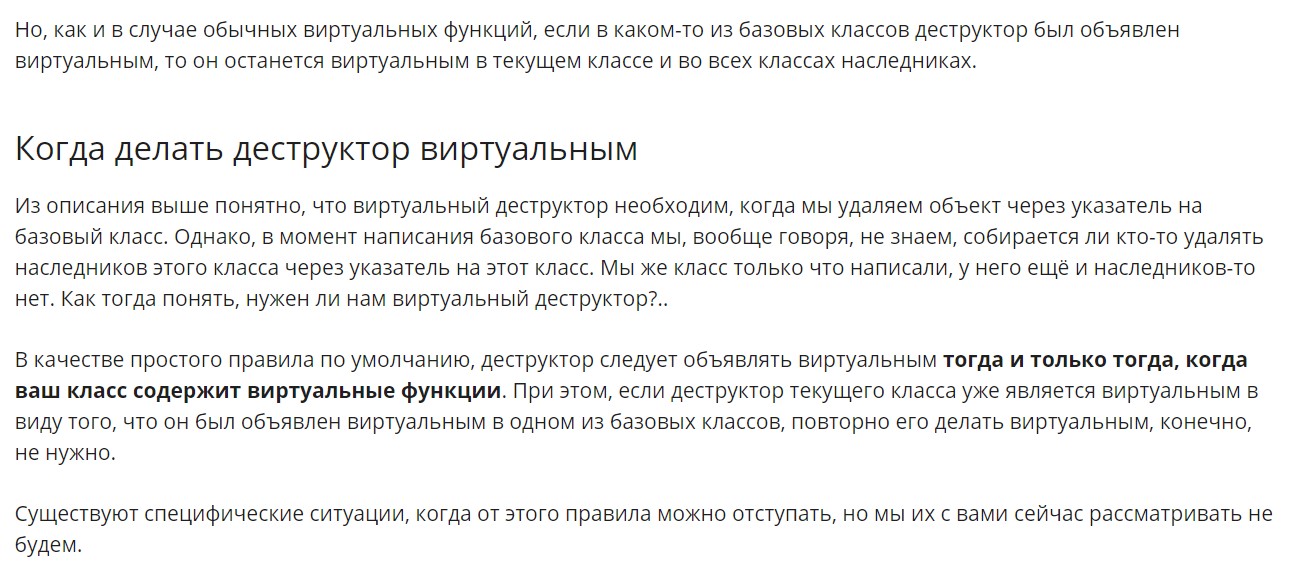 Но, как и в случае обычных виртуальных функций, если в каком-то из базовых классов деструктор был объявлен
виртуальным, то он останется виртуальным в текущем классе и во всех классах наследниках.
Когда делать деструктор виртуальным
Из описания выше понятно, что виртуальный деструктор необходим, когда мы удаляем объект через указатель на
базовый класс. Однако, в момент написания базового класса мы, вообще говоря, не знаем, собирается ли кто-то удалять
наследников этого класса через указатель на этот класс. Мы же класс только что написали, у него ещё и наследников-то
нет. Как тогда понять, нужен ли нам виртуальный деструктор?..
В качестве простого правила по умолчанию, деструктор следует объявлять виртуальным тогда и только тогда, когда
ваш класс содержит виртуальные функции. При этом, если деструктор текущего класса уже является виртуальным в
виду того, что он был объявлен виртуальным в одном из базовых классов, повторно его делать виртуальным, конечно,
не нужно.
Существуют специфические ситуации, когда от этого правила можно отступать, но мы их с вами сейчас рассматривать не
будем.